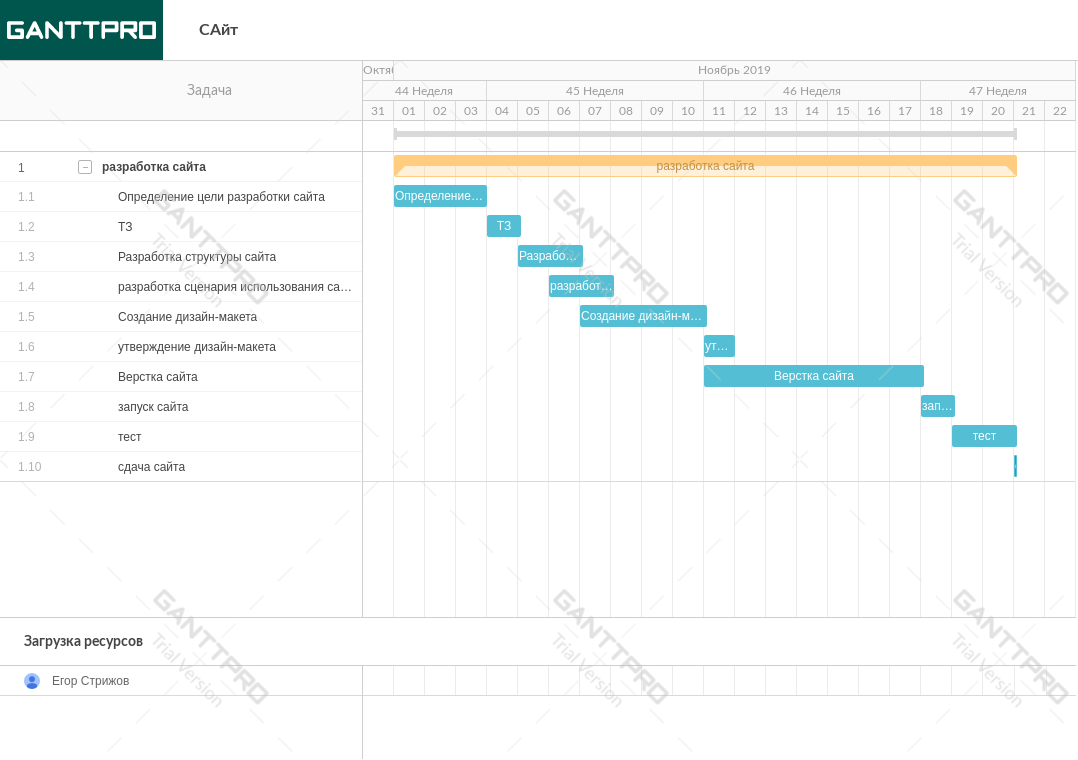 GANTTPRO
САйт
Задача
Октяб Ноябрь 2019
44 Неделя 45 Неделя 46 Неделя 47 Неделя
31 01 02 03 04 05 06 07 08 09 10 11 12 13 14 15 16 17 18 19 20 21 22
1 разработка сайта разработка сайта
1.1 Определение цели разработки сайта Определение…
1.2 ТЗ ТЗ
1.3 Разработка структуры сайта Разрабо…
1.4 разработка сценария использования са… разработ…
1.5 Создание дизайн-макета Создание дизайн-м…
1.6 утверждение дизайн-макета ут…
1.7 Верстка сайта Верстка сайта
1.8 запуск сайта зап…
1.9 тест тест
1.10 сдача сайта
GANTTPRO GANTTPRO GANTTPRO
Trial Version Trial Version Trial Version
Загрузка ресурсов
Егор Стрижов
GANTTPRO GANTTPRO GANTTPRO
Trial Version Trial Version Trial Version